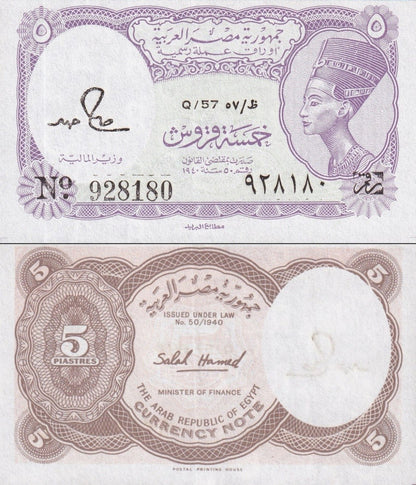 ٥ جمهورية مصر العربية ٥
أوراق عملة رسمية
Q/57 ٥٧/ظ
خمسة قروش
وزير المالية
صدرت بمقتضى القانون
رقم ٥٠ سنة ١٩٤٠
Nº 928180 ٩٢٨١٨٠
مطابع البريد
5 جمهورية مصر العربية
ISSUED UNDER LAW
No. 50/1940
5
PIASTRES
Salah Hamed
MINISTER OF FINANCE
THE ARAB REPUBLIC OF EGYPT
CURRENCY NOTE
5 5
POSTAL PRINTING HOUSE